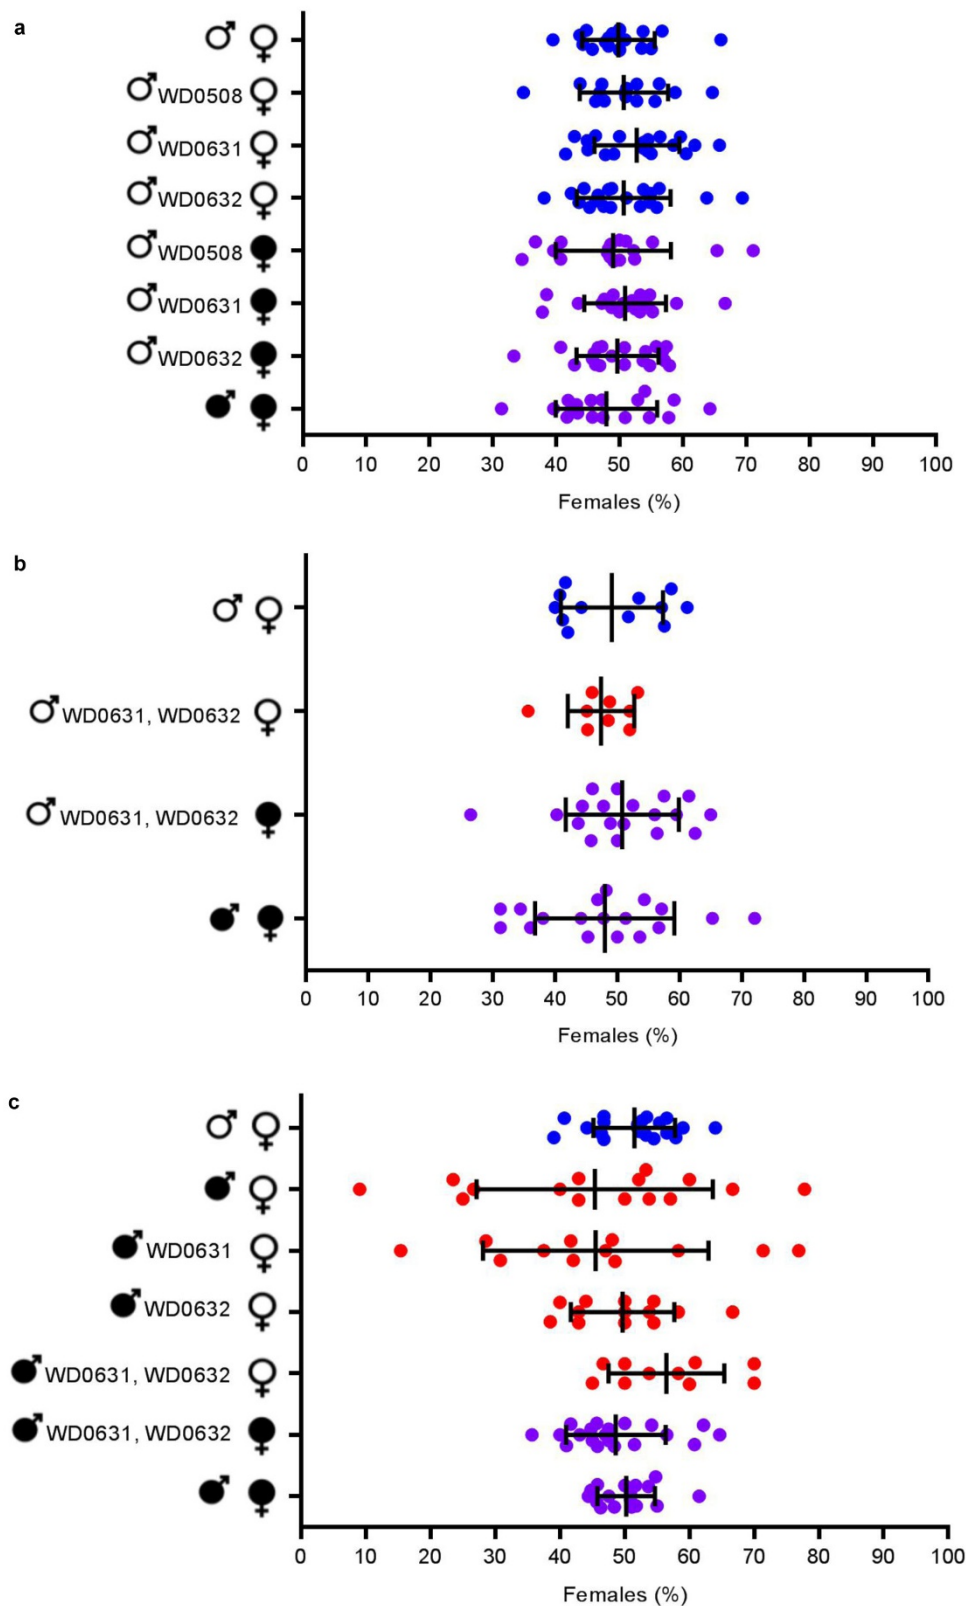 a
♂ ♀
♂ WD0508 ♀
♂ WD0631 ♀
♂ WD0632 ♀
♂ WD0508 ♀
♂ WD0631 ♀
♂ WD0632 ♀
♂ ♀
0 10 20 30 40 50 60 70 80 90 100
Females (%)
b
♂ ♀
♂ WD0631, WD0632 ♀
♂ WD0631, WD0632 ♀
♂ ♀
0 10 20 30 40 50 60 70 80 90 100
Females (%)
c
♂ ♀
♂ ♀
♂ WD0631 ♀
♂ WD0632 ♀
♂ WD0631, WD0632 ♀
♂ WD0631, WD0632 ♀
♂ ♀
0 10 20 30 40 50 60 70 80 90 100
Females (%)